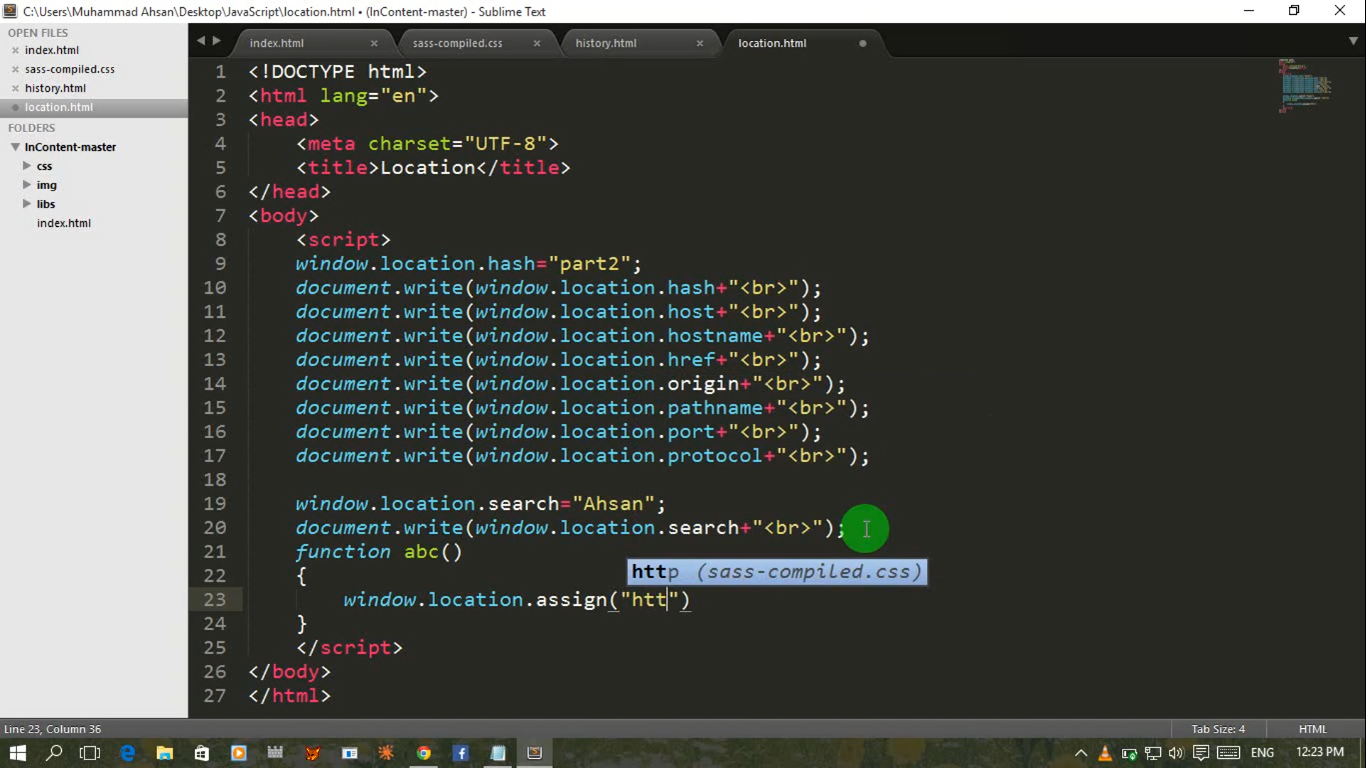 C:\Users\Muhammad Ahsan\Desktop\JavaScript\location.html • (InContent-master) - Sublime Text
OPEN FILES
index.html
sass-compiled.css
history.html
location.html
FOLDERS
InContent-master
css
img
libs
index.html
index.html
sass-compiled.css
history.html
location.html
1 <!DOCTYPE html>
2 <html lang="en">
3 <head>
4 <meta charset="UTF-8">
5 <title>Location</title>
6 </head>
7 <body>
8 <script>
9 window.location.hash="part2";
10 document.write(window.location.hash+"<br>");
11 document.write(window.location.host+"<br>");
12 document.write(window.location.hostname+"<br>");
13 document.write(window.location.href+"<br>");
14 document.write(window.location.origin+"<br>");
15 document.write(window.location.pathname+"<br>");
16 document.write(window.location.port+"<br>");
17 document.write(window.location.protocol+"<br>");
18
19 window.location.search="Ahsan";
20 document.write(window.location.search+"<br>");
21 function abc()
22 {
http (sass-compiled.css)
23 window.location.assign("htt")
24 }
25 </script>
26 </body>
27 </html>
Line 23, Column 36
Tab Size: 4
HTML
ENG
12:23 PM